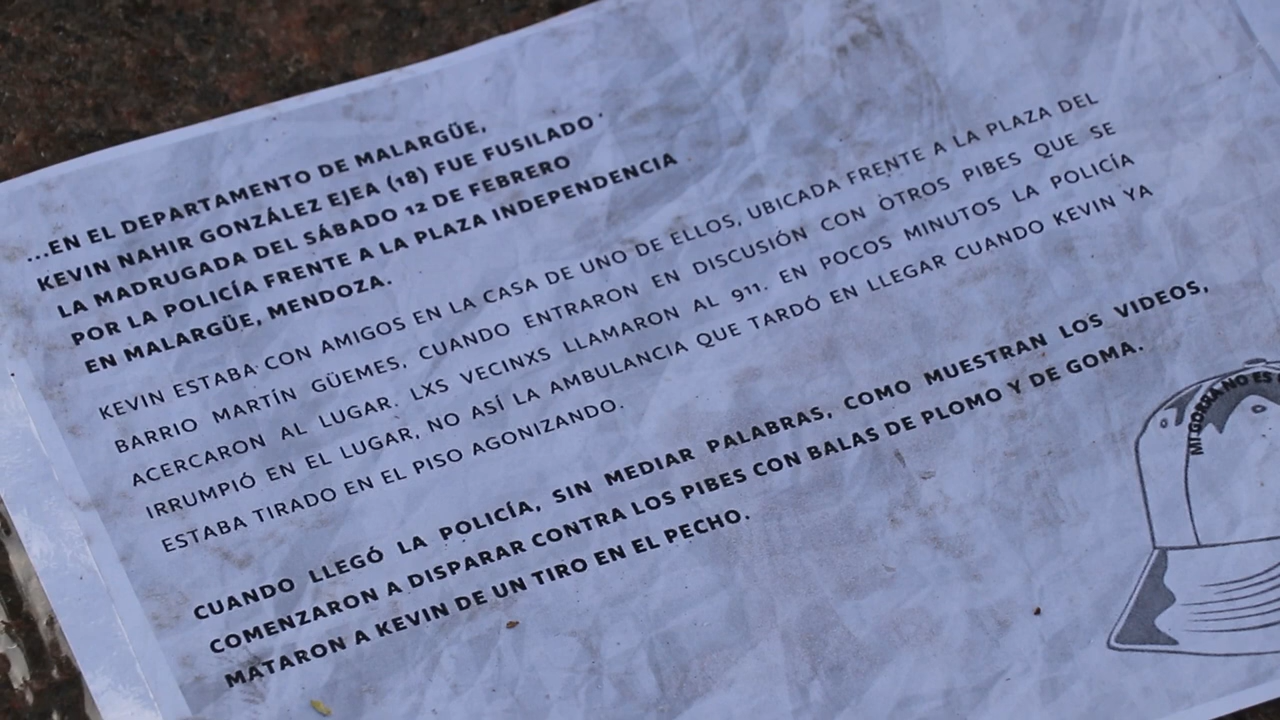 ...EN EL DEPARTAMENTO DE MALARGÜE,
KEVIN NAHIR GONZÁLEZ EJEA (18) FUE FUSILADO
LA MADRUGADA DEL SÁBADO 12 DE FEBRERO
POR LA POLICÍA FRENTE A LA PLAZA INDEPENDENCIA
EN MALARGÜE, MENDOZA.
KEVIN ESTABA CON AMIGOS EN LA CASA DE UNO DE ELLOS, UBICADA FRENTE A LA PLAZA DEL
BARRIO MARTÍN GÜEMES, CUANDO ENTRARON EN DISCUSIÓN CON OTROS PIBES QUE SE
ACERCARON AL LUGAR. LXS VECINXS LLAMARON AL 911. EN POCOS MINUTOS LA POLICÍA
IRRUMPIÓ EN EL LUGAR, NO ASÍ LA AMBULANCIA QUE TARDÓ EN LLEGAR CUANDO KEVIN YA
ESTABA TIRADO EN EL PISO AGONIZANDO.
CUANDO LLEGÓ LA POLICÍA, SIN MEDIAR PALABRAS, COMO MUESTRAN LOS VIDEOS,
COMENZARON A DISPARAR CONTRA LOS PIBES CON BALAS DE PLOMO Y DE GOMA.
MATARON A KEVIN DE UN TIRO EN EL PECHO.
MI GORRA NO ES